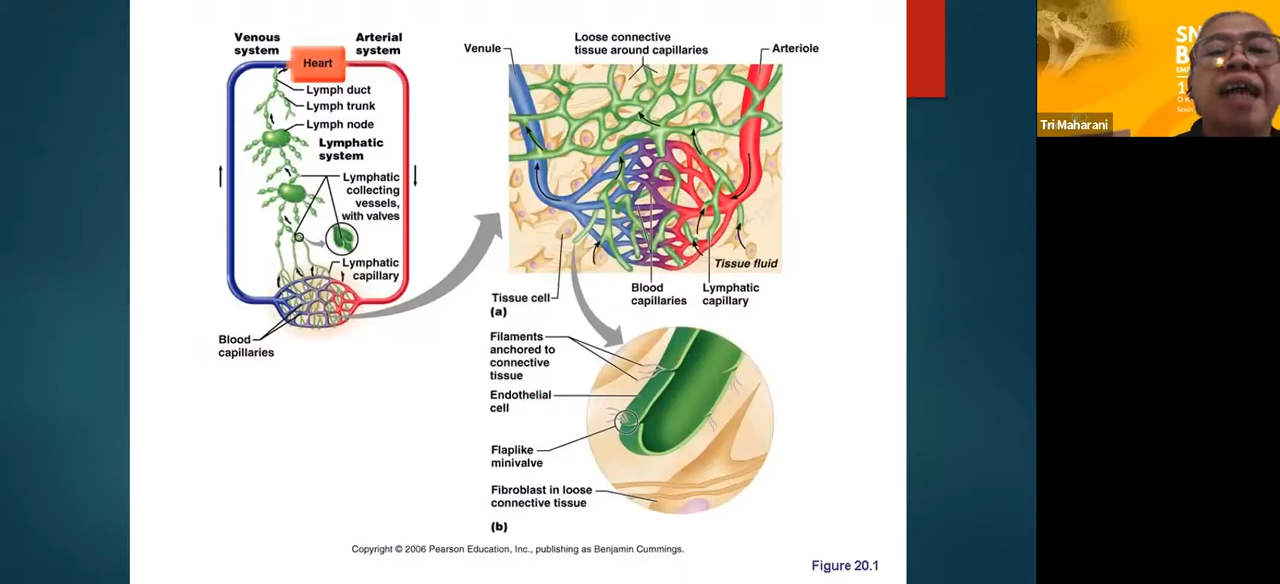 Venous
system
Arterial
system
Heart
Lymph duct
Lymph trunk
Lymph node
Lymphatic
system
Lymphatic
collecting
vessels,
with valves
Lymphatic
capillary
Blood
capillaries
Venule
Loose connective
tissue around capillaries
Arteriole
Tissue fluid
Tissue cell
Blood
capillaries
Lymphatic
capillary
(a)
Filaments
anchored to
connective
tissue
Endothelial
cell
Flaplike
minivalve
Fibroblast in loose
connective tissue
(b)
Copyright © 2006 Pearson Education, Inc., publishing as Benjamin Cummings.
Figure 20.1
SN
B
1
Tri Maharani